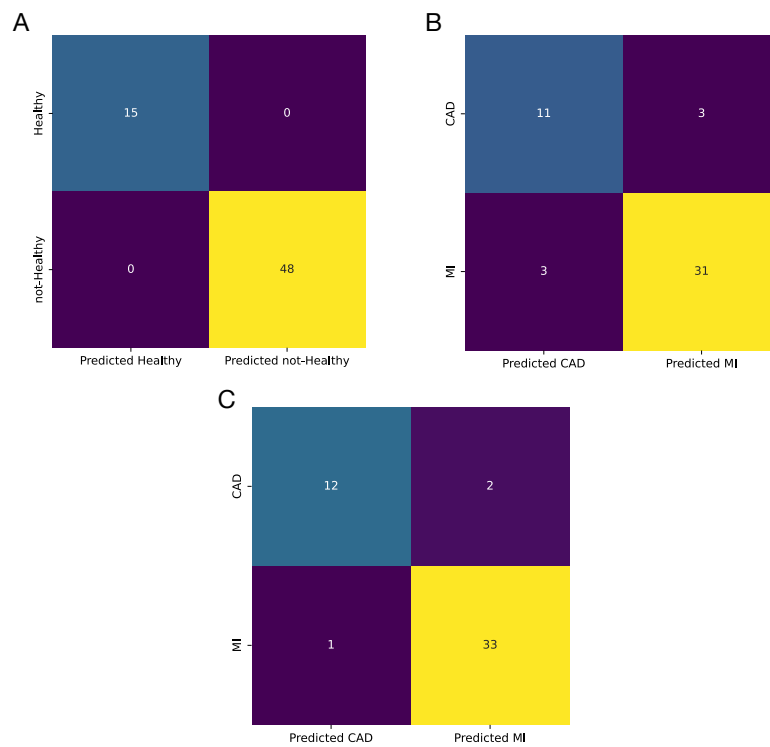 A
Healthy
15
0
not-Healthy
0
48
Predicted Healthy
Predicted not-Healthy
B
CAD
11
3
MI
3
31
Predicted CAD
Predicted MI
C
CAD
12
2
MI
1
33
Predicted CAD
Predicted MI